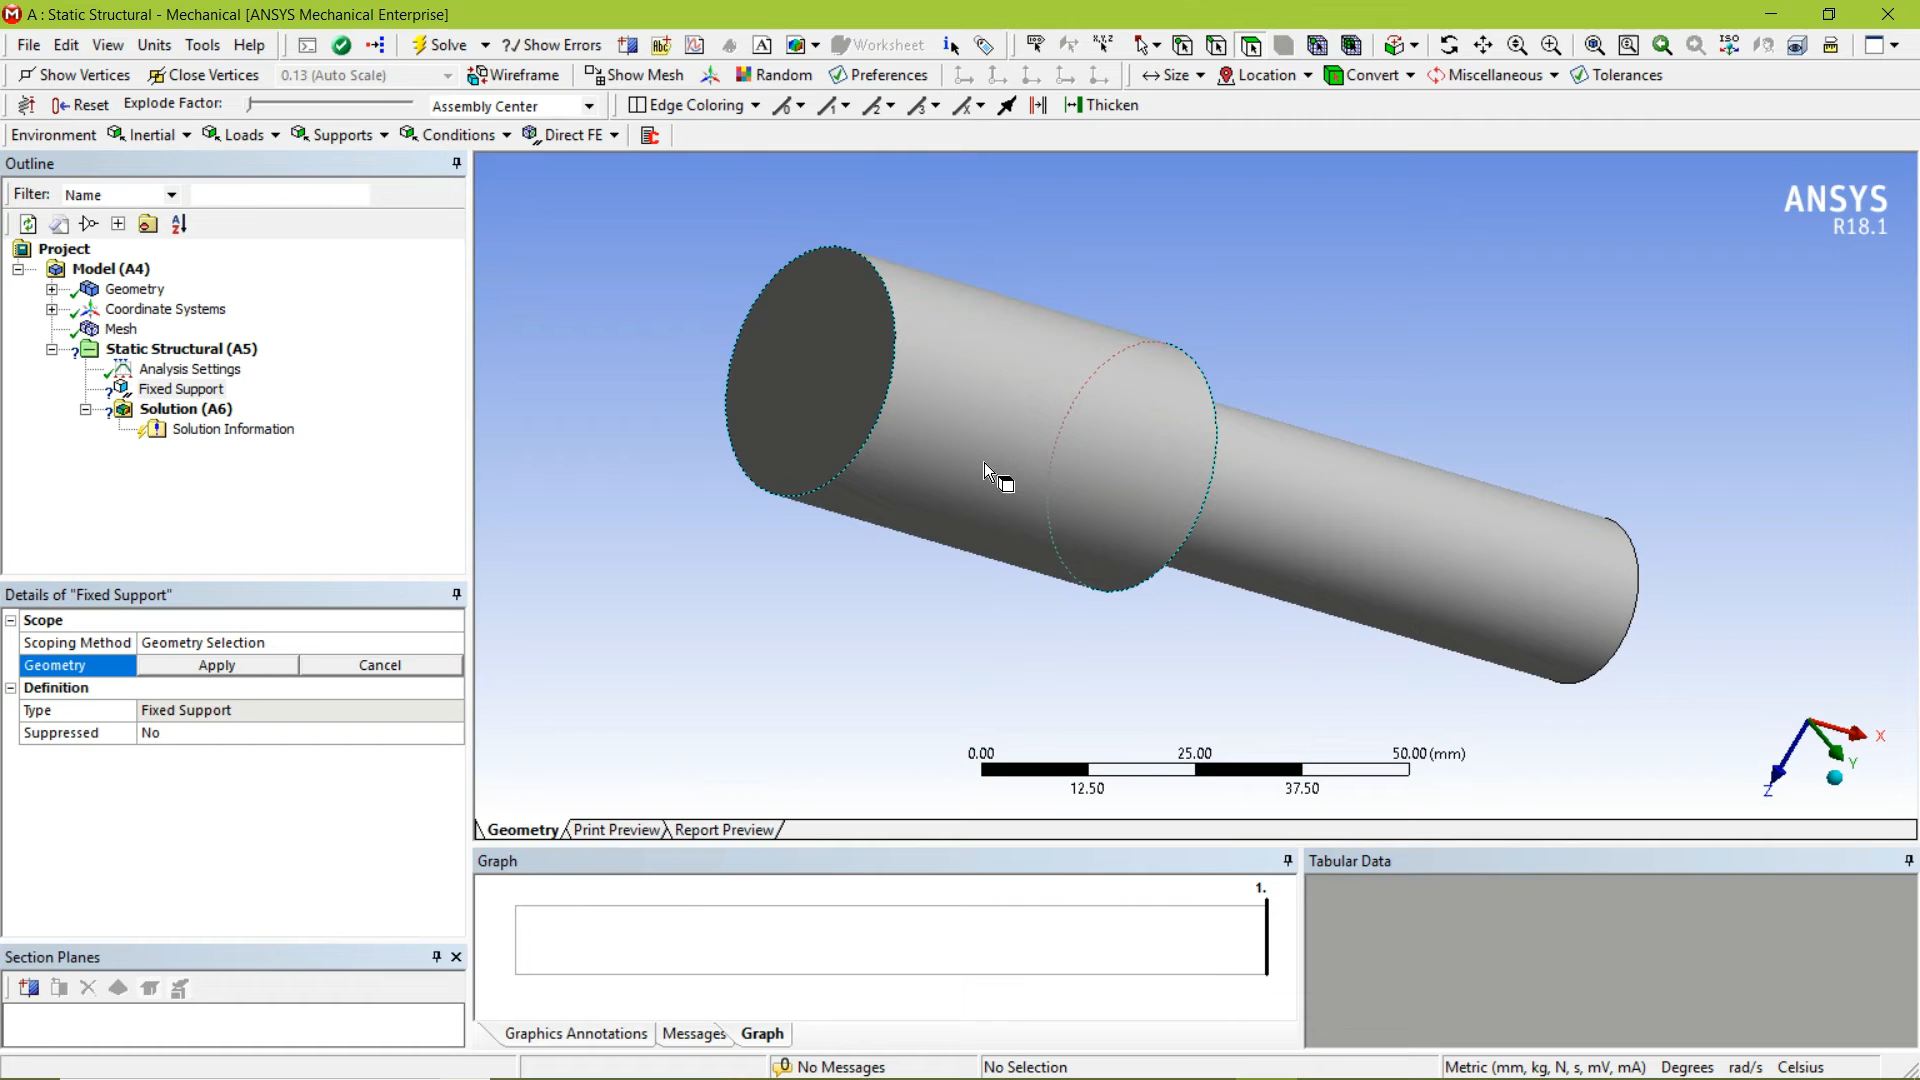 A : Static Structural - Mechanical [ANSYS Mechanical Enterprise]
File Edit View Units Tools Help Solve ?/ Show Errors Worksheet
Show Vertices Close Vertices 0.13 (Auto Scale) Wireframe Show Mesh Random Preferences Size Location Convert Miscellaneous Tolerances
Reset Explode Factor: Assembly Center Edge Coloring Thicken
Environment Inertial Loads Supports Conditions Direct FE
Outline
Filter: Name
Project
Model (A4)
Geometry
Coordinate Systems
Mesh
Static Structural (A5)
Analysis Settings
Fixed Support
Solution (A6)
Solution Information
Details of "Fixed Support"
Scope
Scoping Method Geometry Selection
Geometry Apply Cancel
Definition
Type Fixed Support
Suppressed No
Section Planes
ANSYS
R18.1
0.00 25.00 50.00 (mm)
12.50 37.50
X
Y
Z
Geometry Print Preview Report Preview
Graph
1.
Tabular Data
Graphics Annotations Messages Graph
No Messages No Selection Metric (mm, kg, N, s, mV, mA) Degrees rad/s Celsius